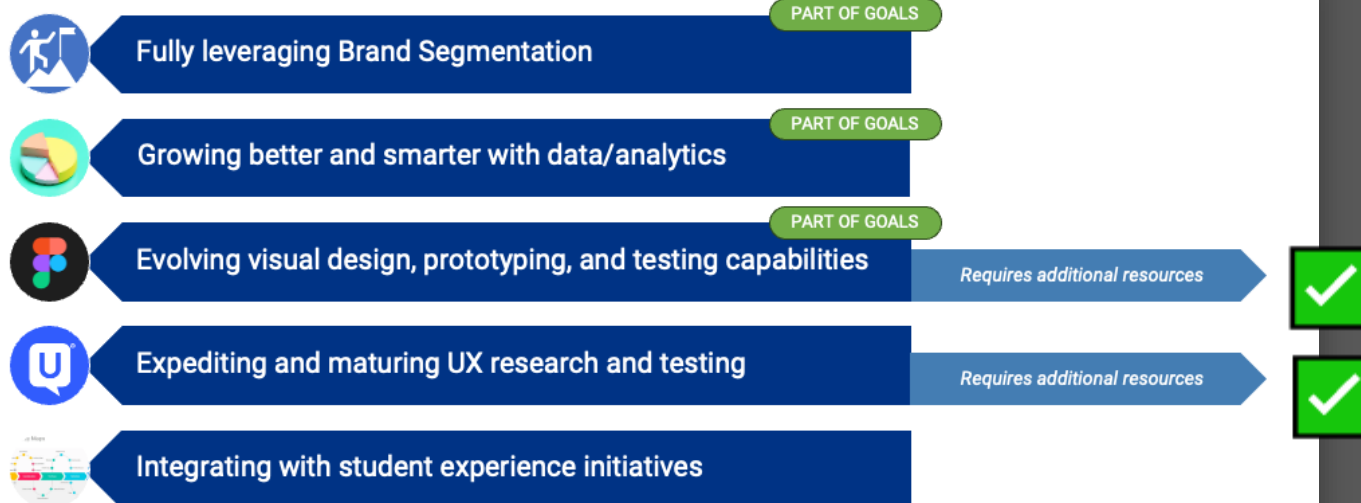 PART OF GOALS
Fully leveraging Brand Segmentation
PART OF GOALS
Growing better and smarter with data/analytics
PART OF GOALS
Evolving visual design, prototyping, and testing capabilities
Requires additional resources
U
Expediting and maturing UX research and testing
Requires additional resources
Integrating with student experience initiatives